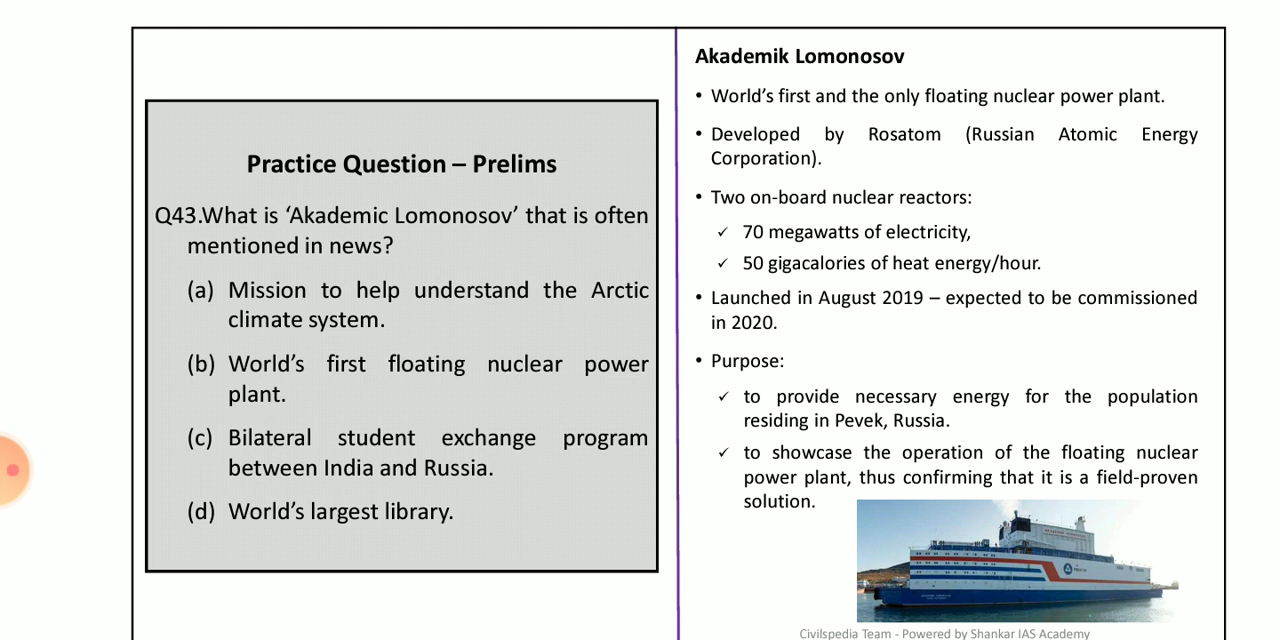 Practice Question – Prelims
Q43.What is ‘Akademic Lomonosov’ that is often
mentioned in news?
(a) Mission to help understand the Arctic
climate system.
(b) World’s first floating nuclear power
plant.
(c) Bilateral student exchange program
between India and Russia.
(d) World’s largest library.
Akademik Lomonosov
• World’s first and the only floating nuclear power plant.
• Developed by Rosatom (Russian Atomic Energy
Corporation).
• Two on-board nuclear reactors:
✓ 70 megawatts of electricity,
✓ 50 gigacalories of heat energy/hour.
• Launched in August 2019 – expected to be commissioned
in 2020.
• Purpose:
✓ to provide necessary energy for the population
residing in Pevek, Russia.
✓ to showcase the operation of the floating nuclear
power plant, thus confirming that it is a field-proven
solution.
Civilspedia Team - Powered by Shankar IAS Academy